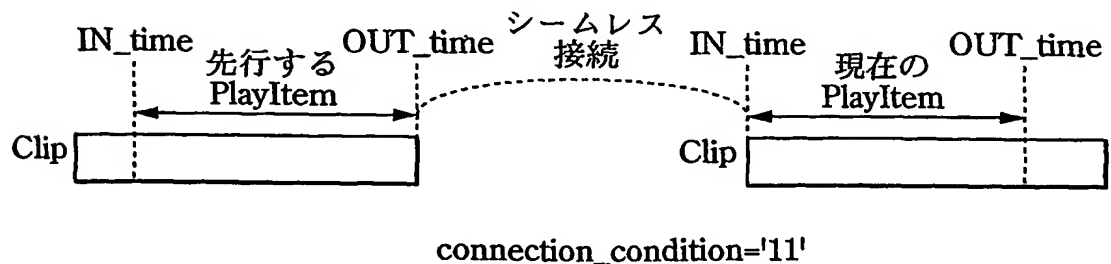 IN_time
先行する
PlayItem
OUT_time
シームレス
接続
IN_time
現在の
PlayItem
OUT_time
Clip
Clip
connection_condition='11'